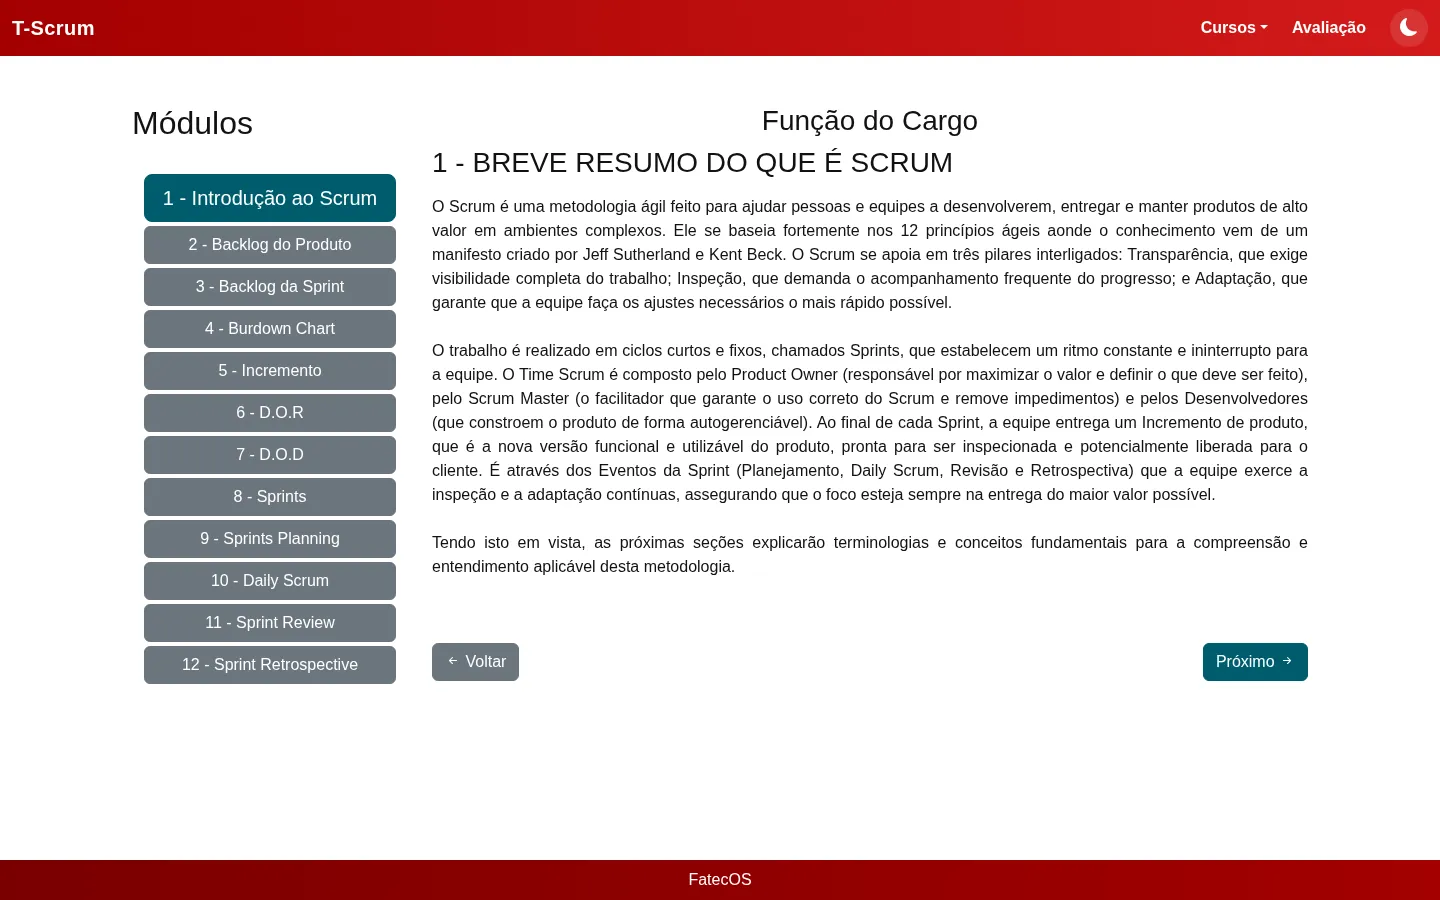 T-Scrum
Cursos
Avaliação
Módulos
1 - Introdução ao Scrum
2 - Backlog do Produto
3 - Backlog da Sprint
4 - Burdown Chart
5 - Incremento
6 - D.O.R
7 - D.O.D
8 - Sprints
9 - Sprints Planning
10 - Daily Scrum
11 - Sprint Review
12 - Sprint Retrospective
Função do Cargo
1 - BREVE RESUMO DO QUE É SCRUM
O Scrum é uma metodologia ágil feito para ajudar pessoas e equipes a desenvolverem, entregar e manter produtos de alto
valor em ambientes complexos. Ele se baseia fortemente nos 12 princípios ágeis aonde o conhecimento vem de um
manifesto criado por Jeff Sutherland e Kent Beck. O Scrum se apoia em três pilares interligados: Transparência, que exige
visibilidade completa do trabalho; Inspeção, que demanda o acompanhamento frequente do progresso; e Adaptação, que
garante que a equipe faça os ajustes necessários o mais rápido possível.
O trabalho é realizado em ciclos curtos e fixos, chamados Sprints, que estabelecem um ritmo constante e ininterrupto para
a equipe. O Time Scrum é composto pelo Product Owner (responsável por maximizar o valor e definir o que deve ser feito),
pelo Scrum Master (o facilitador que garante o uso correto do Scrum e remove impedimentos) e pelos Desenvolvedores
(que constroem o produto de forma autogerenciável). Ao final de cada Sprint, a equipe entrega um Incremento de produto,
que é a nova versão funcional e utilizável do produto, pronta para ser inspecionada e potencialmente liberada para o
cliente. É através dos Eventos da Sprint (Planejamento, Daily Scrum, Revisão e Retrospectiva) que a equipe exerce a
inspeção e a adaptação contínuas, assegurando que o foco esteja sempre na entrega do maior valor possível.
Tendo isto em vista, as próximas seções explicarão terminologias e conceitos fundamentais para a compreensão e
entendimento aplicável desta metodologia.
← Voltar
Próximo →
FatecOS